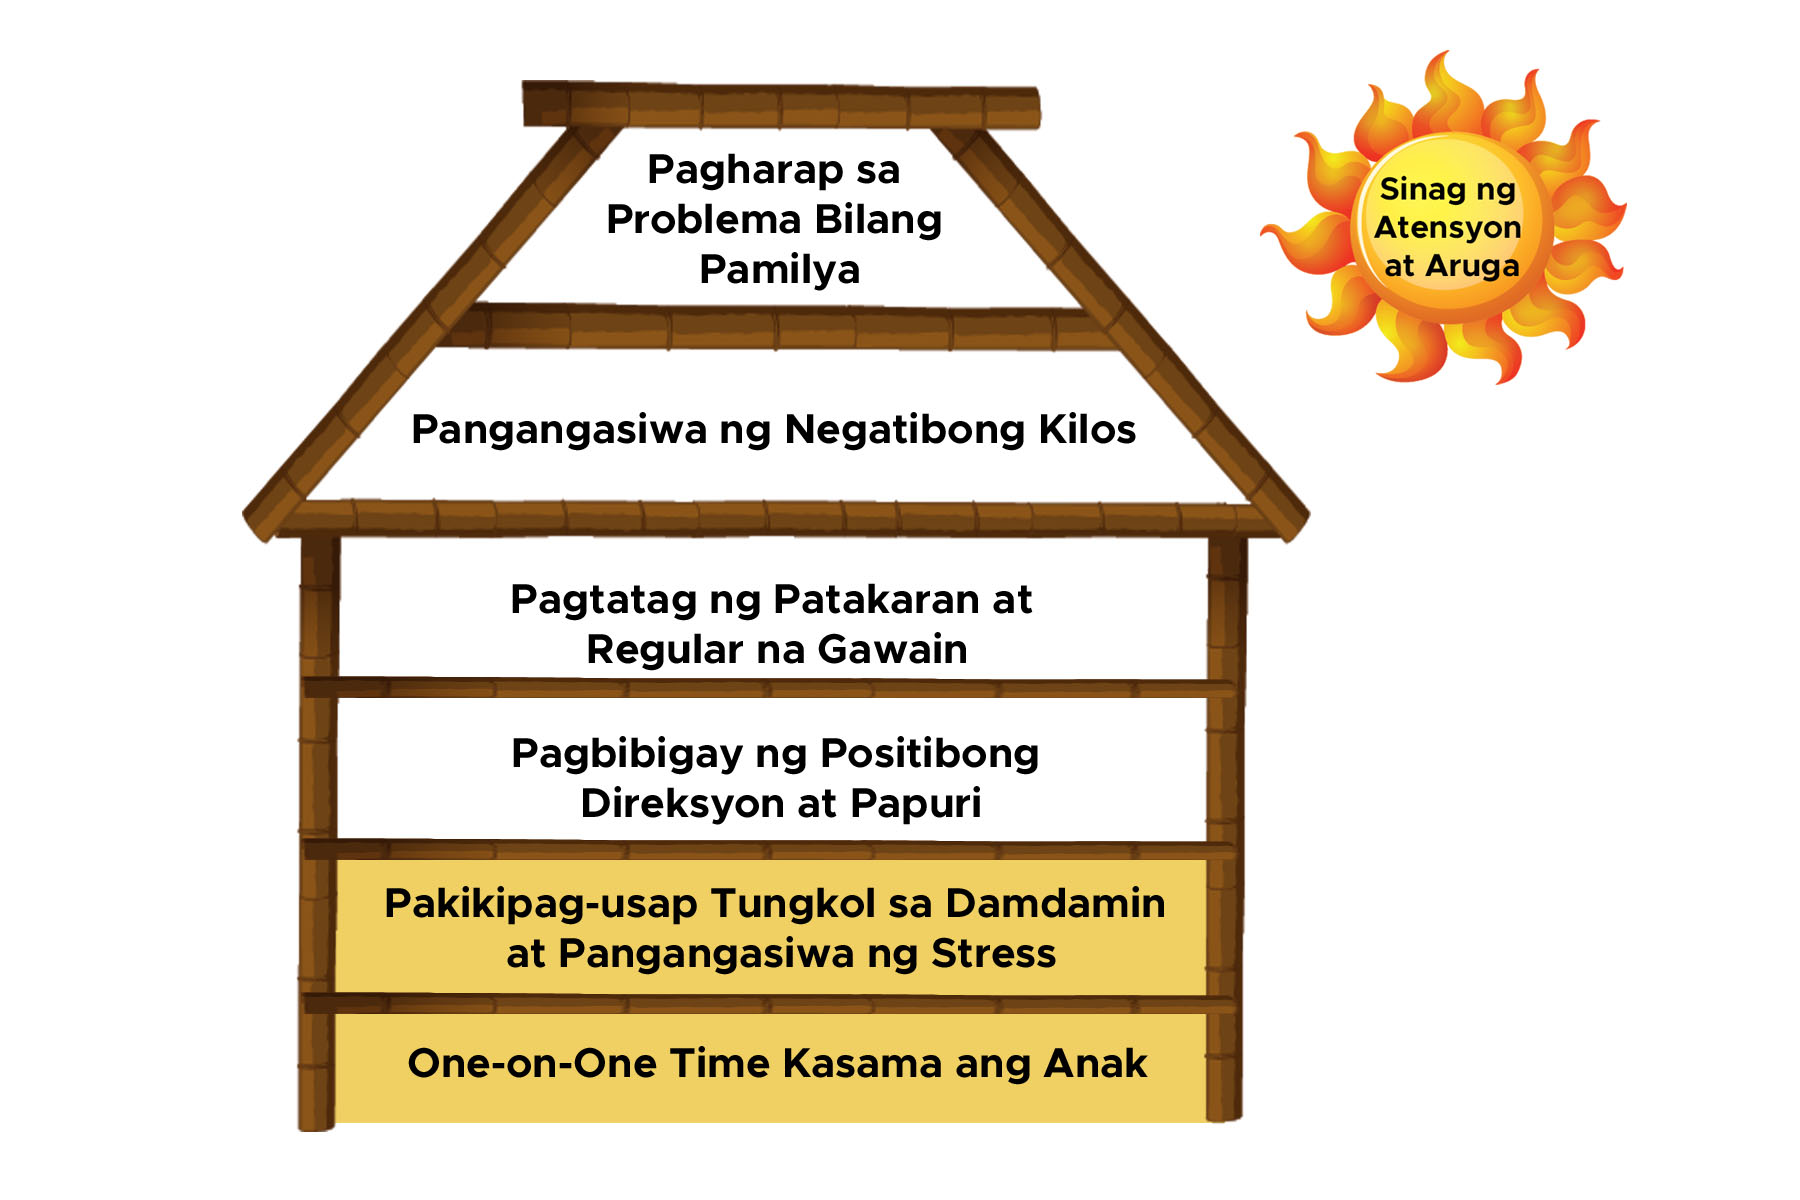 Pagharap sa
Problema Bilang
Pamilya
Sinag ng
Atensyon
at Aruga
Pangangasiwa ng Negatibong Kilos
Pagtatag ng Patakaran at
Regular na Gawain
Pagbibigay ng Positibong
Direksyon at Papuri
Pakikipag-usap Tungkol sa Damdamin
at Pangangasiwa ng Stress
One-on-One Time Kasama ang Anak